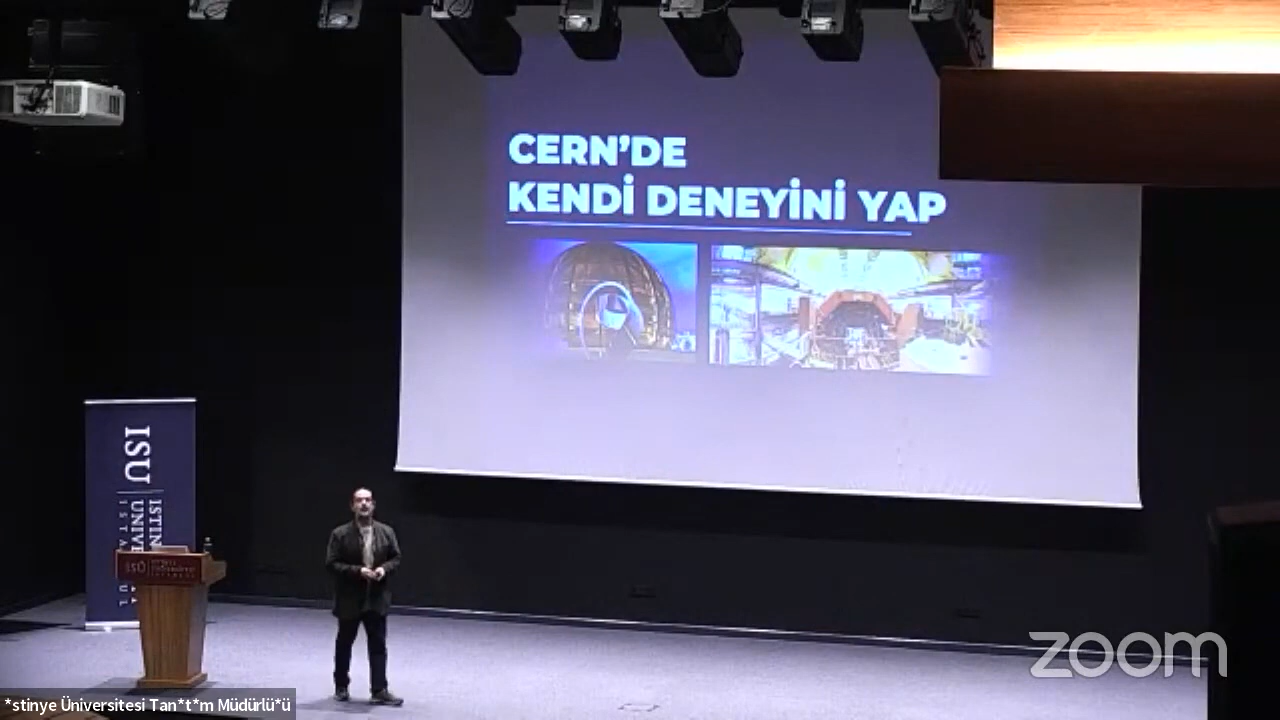 CERN'DE
KENDİ DENEYİNİ YAP
ISU
ISU
zoom
*stinye Üniversitesi Tan*t*m Müdürlü*ü